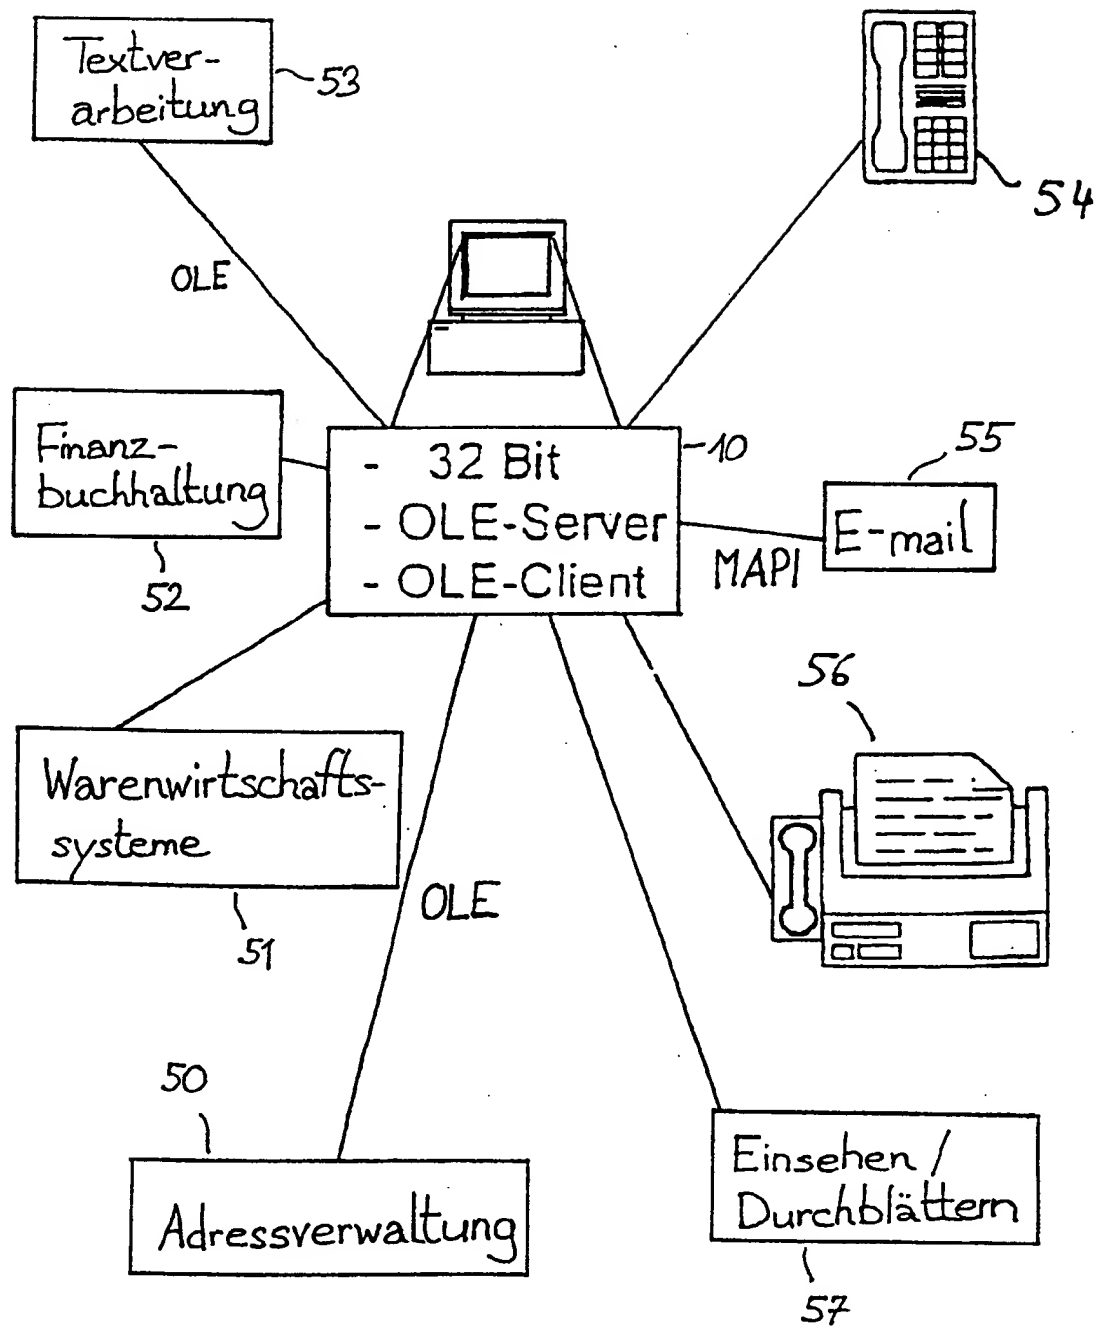 Textver-
arbeitung
53
54
OLE
Finanz-
buchhaltung
52
- 32 Bit
- OLE-Server
- OLE-Client
10
55
E-mail
MAPI
56
Warenwirtschafts-
systeme
51
OLE
50
Adressverwaltung
Einsehen /
Durchblättern
57